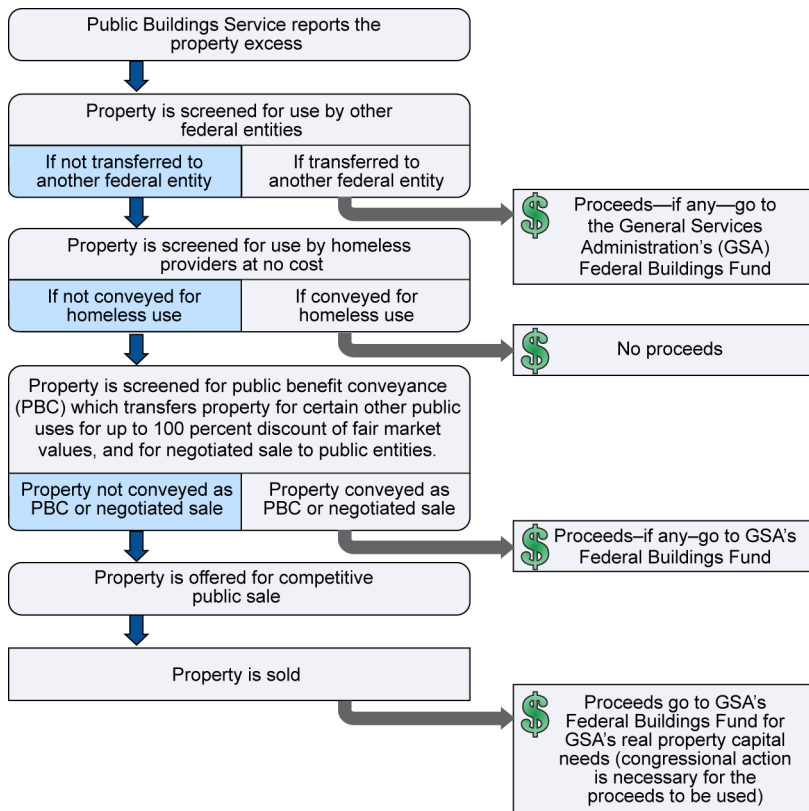 Public Buildings Service reports the
property excess
Property is screened for use by other
federal entities
If not transferred to
another federal entity
If transferred to
another federal entity
$
Proceeds—if any—go to
the General Services
Administration's (GSA)
Federal Buildings Fund
Property is screened for use by homeless
providers at no cost
If not conveyed for
homeless use
If conveyed for
homeless use
$
No proceeds
Property is screened for public benefit conveyance
(PBC) which transfers property for certain other public
uses for up to 100 percent discount of fair market
values, and for negotiated sale to public entities.
Property not conveyed as
PBC or negotiated sale
Property conveyed as
PBC or negotiated sale
$
Proceeds–if any–go to GSA's
Federal Buildings Fund
Property is offered for competitive
public sale
Property is sold
$
Proceeds go to GSA's
Federal Buildings Fund for
GSA's real property capital
needs (congressional action
is necessary for the
proceeds to be used)